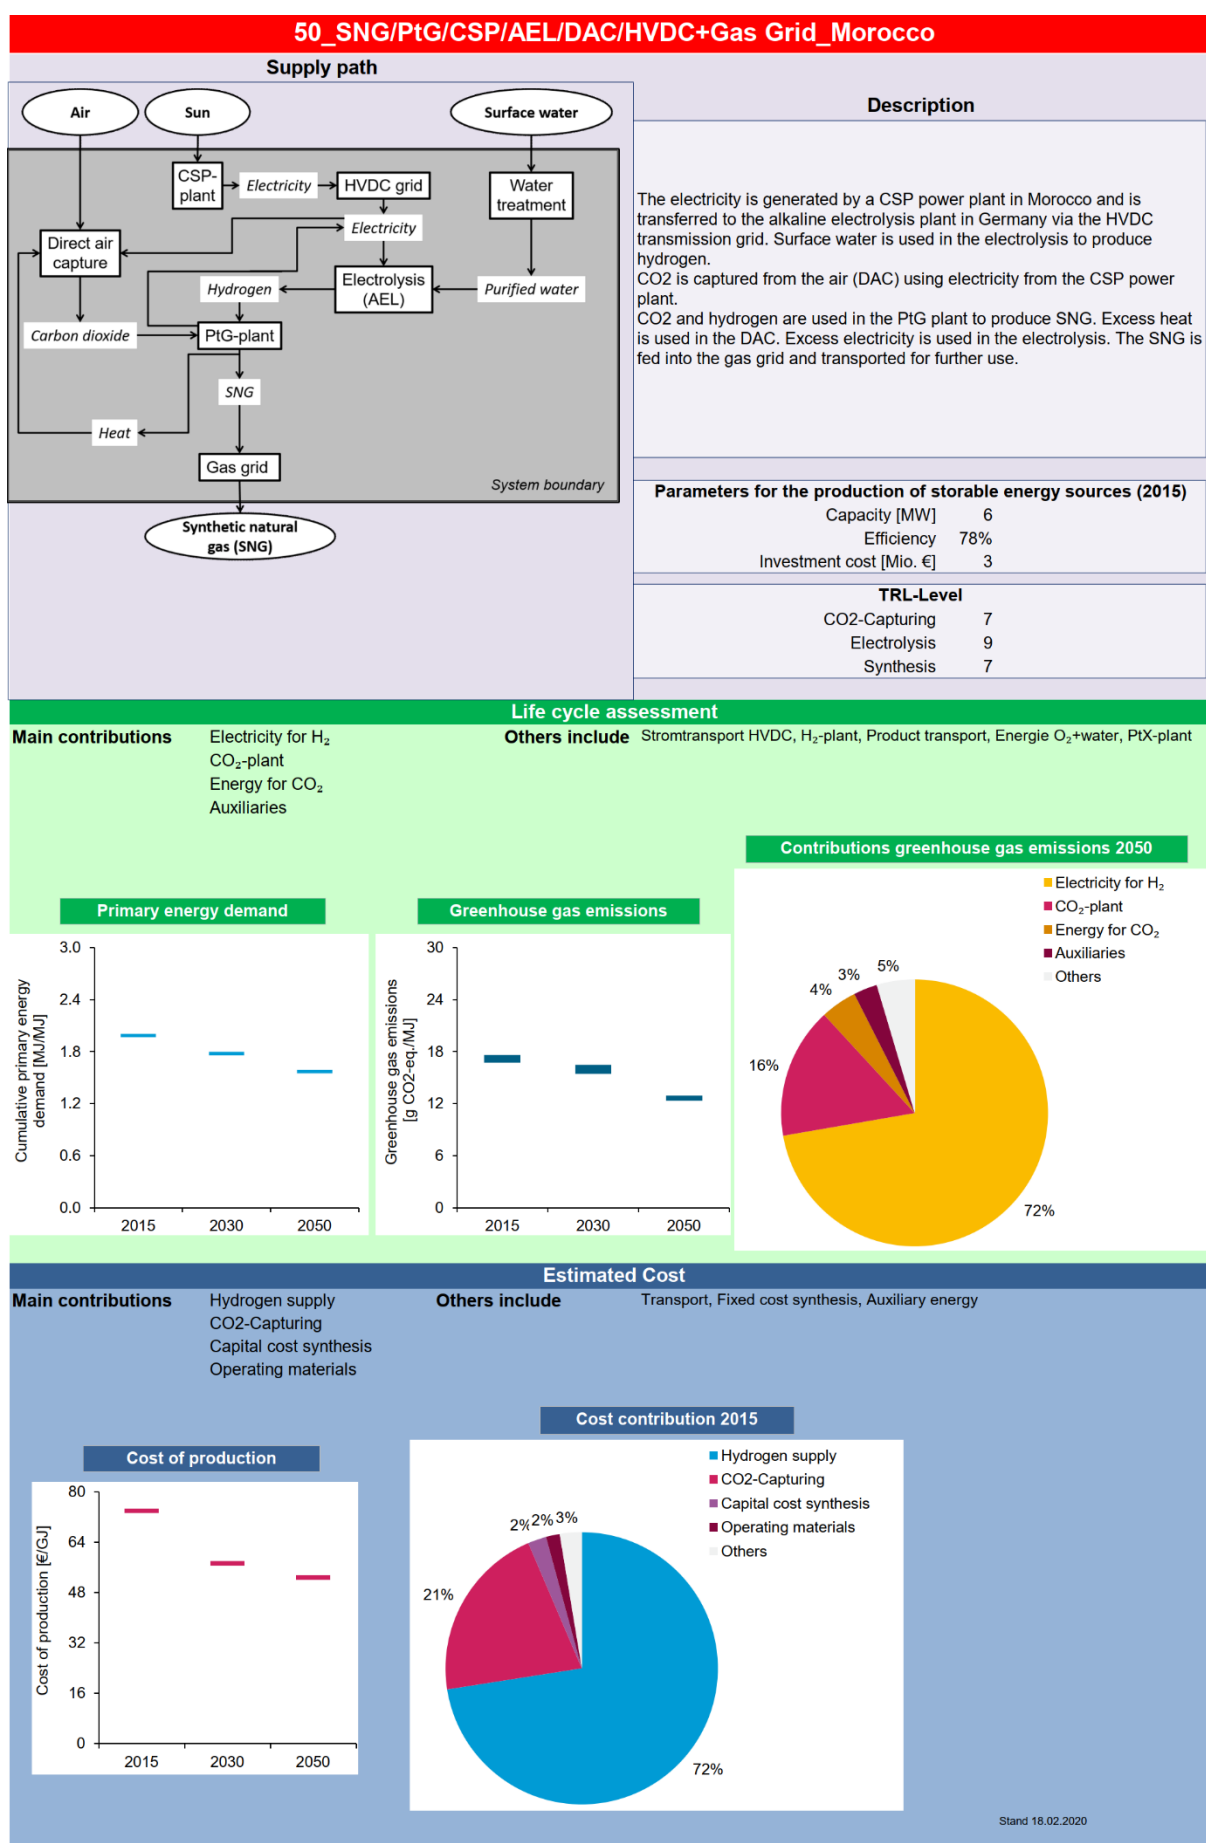 50_SNG/PtG/CSP/AEL/DAC/HVDC+Gas Grid_Morocco
Supply path
Air
Sun
Surface water
CSP-
plant
Electricity
HVDC grid
Water
treatment
Electricity
Direct air
capture
Hydrogen
Electrolysis
(AEL)
Purified water
Carbon dioxide
PtG-plant
SNG
Heat
Gas grid
System boundary
Synthetic natural
gas (SNG)
Description
The electricity is generated by a CSP power plant in Morocco and is
transferred to the alkaline electrolysis plant in Germany via the HVDC
transmission grid. Surface water is used in the electrolysis to produce
hydrogen.
CO2 is captured from the air (DAC) using electricity from the CSP power
plant.
CO2 and hydrogen are used in the PtG plant to produce SNG. Excess heat
is used in the DAC. Excess electricity is used in the electrolysis. The SNG is
fed into the gas grid and transported for further use.
Parameters for the production of storable energy sources (2015)
Capacity [MW] 6
Efficiency 78%
Investment cost [Mio. €] 3
TRL-Level
CO2-Capturing 7
Electrolysis 9
Synthesis 7
Life cycle assessment
Main contributions
Electricity for H₂
CO₂-plant
Energy for CO₂
Auxiliaries
Others include
Stromtransport HVDC, H₂-plant, Product transport, Energie O₂+water, PtX-plant
Primary energy demand
Cumulative primary energy
demand [MJ/MJ]
3.0
2.4
1.8
1.2
0.6
0.0
2015 2030 2050
Greenhouse gas emissions
Greenhouse gas emissions
[g CO2-eq./MJ]
30
24
18
12
6
0
2015 2030 2050
Contributions greenhouse gas emissions 2050
Electricity for H₂
CO₂-plant
Energy for CO₂
Auxiliaries
Others
5%
3%
4%
16%
72%
Estimated Cost
Main contributions
Hydrogen supply
CO2-Capturing
Capital cost synthesis
Operating materials
Others include
Transport, Fixed cost synthesis, Auxiliary energy
Cost of production
Cost of production [€/GJ]
80
64
48
32
16
0
2015 2030 2050
Cost contribution 2015
Hydrogen supply
CO2-Capturing
Capital cost synthesis
Operating materials
Others
2% 2% 3%
21%
72%
Stand 18.02.2020